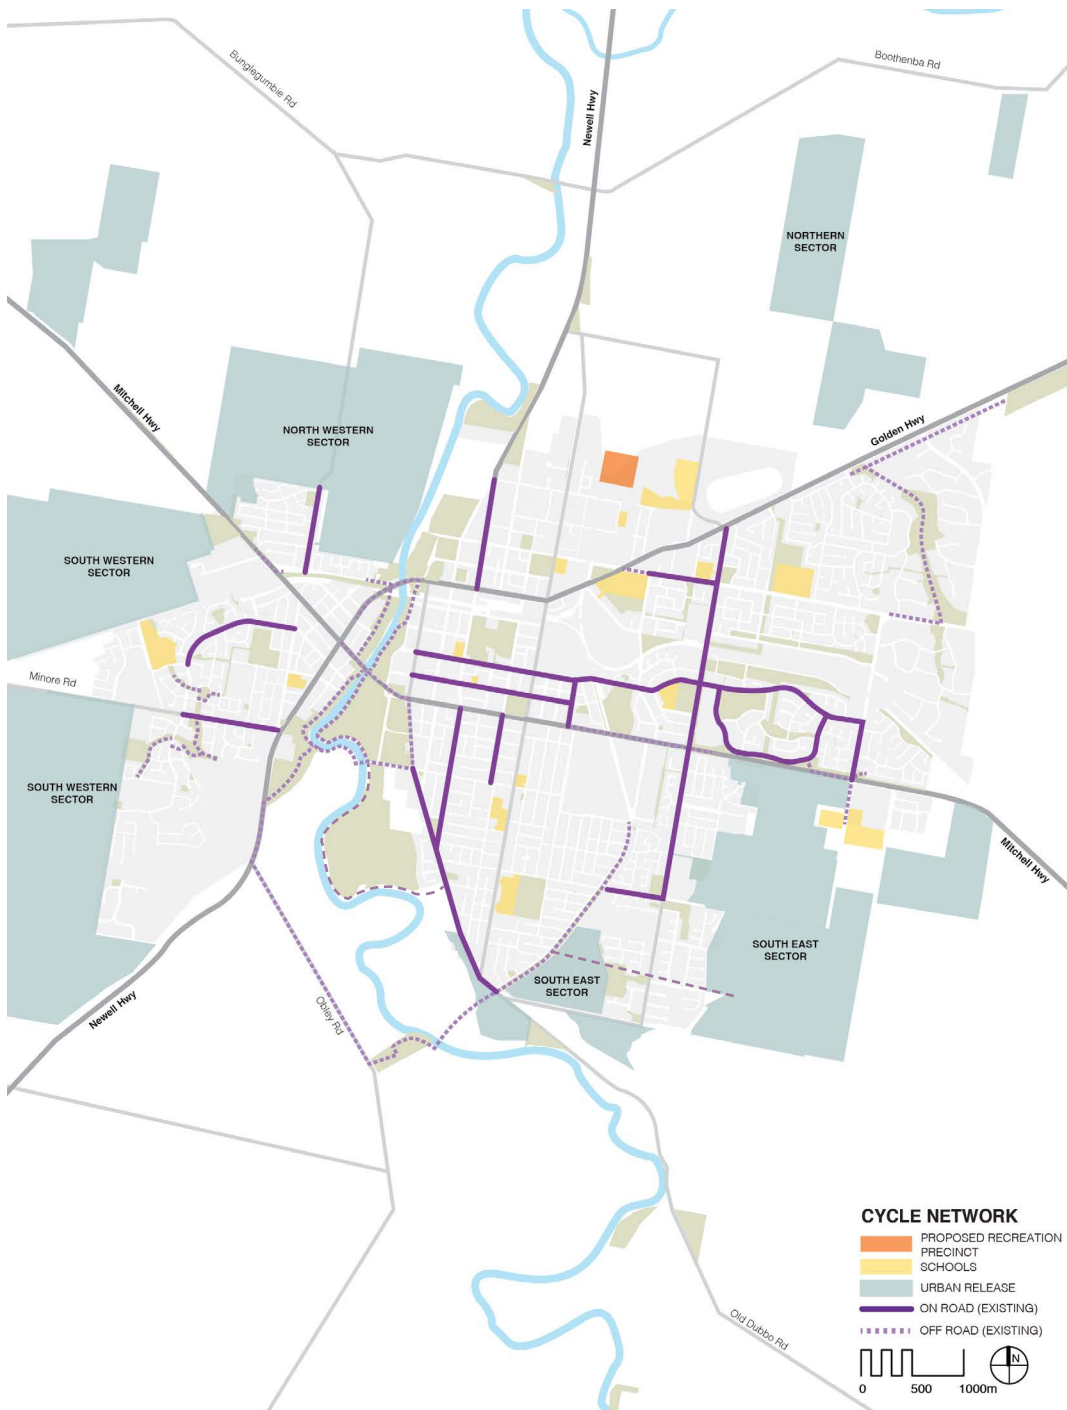 Bunglegumbie Rd
Boothenba Rd
Newell Hwy
NORTHERN
SECTOR
Mitchell Hwy
NORTH WESTERN
SECTOR
Golden Hwy
SOUTH WESTERN
SECTOR
Minore Rd
SOUTH WESTERN
SECTOR
Mitchell Hwy
SOUTH EAST
SECTOR
SOUTH EAST
SECTOR
Newell Hwy
Obley Rd
Old Dubbo Rd
CYCLE NETWORK
PROPOSED RECREATION
PRECINCT
SCHOOLS
URBAN RELEASE
ON ROAD (EXISTING)
OFF ROAD (EXISTING)
N
0 500 1000m